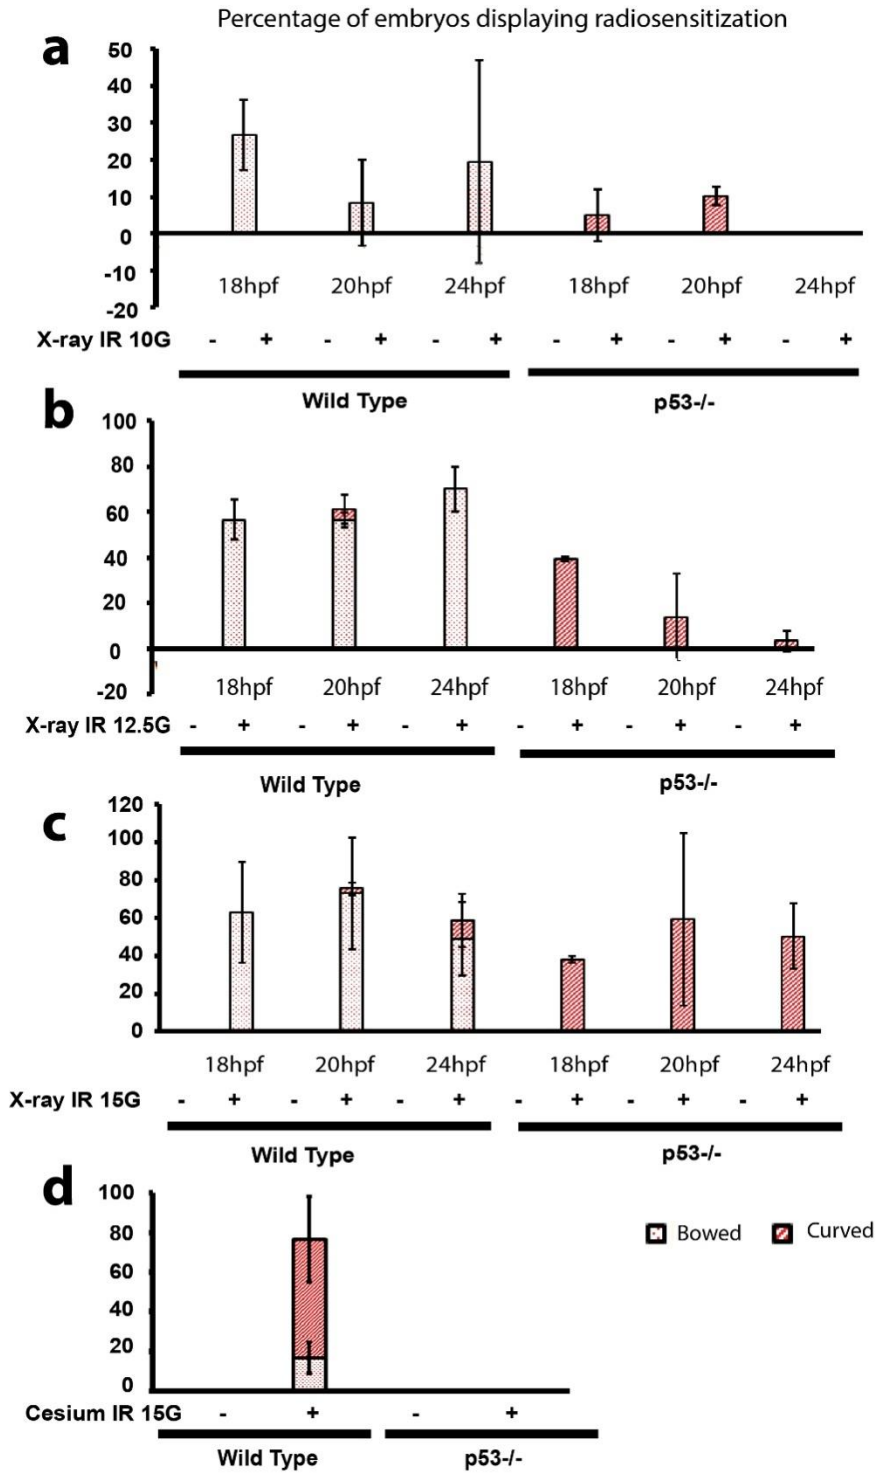 Percentage of embryos displaying radiosensitization
a
50
40
30
20
10
0
-10
-20
18hpf 20hpf 24hpf 18hpf 20hpf 24hpf
X-ray IR 10G - + - + - + - + - + - +
Wild Type p53-/-
b
100
80
60
40
20
0
-20
18hpf 20hpf 24hpf 18hpf 20hpf 24hpf
X-ray IR 12.5G - + - + - + - + - + - +
Wild Type p53-/-
c
120
100
80
60
40
20
0
18hpf 20hpf 24hpf 18hpf 20hpf 24hpf
X-ray IR 15G - + - + - + - + - + - +
Wild Type p53-/-
d
100
80
60
40
20
0
Bowed Curved
Cesium IR 15G - + - +
Wild Type p53-/-